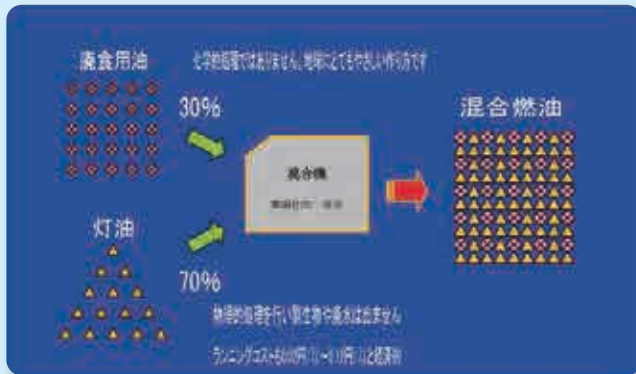 廃食用油
化学的処理ではありません、地球にとてもやさしい作り方です
30%
混合燃油
混合機
灯油
70%
物理的処理を行い副生物や廃水は出ません
ランニングコスト